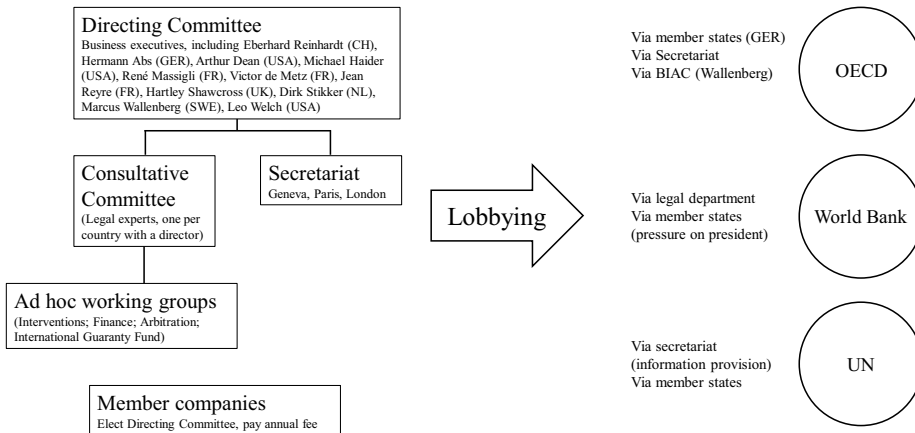 Directing Committee
Business executives, including Eberhard Reinhardt (CH),
Hermann Abs (GER), Arthur Dean (USA), Michael Haider
(USA), René Massigli (FR), Victor de Metz (FR), Jean
Reyre (FR), Hartley Shawcross (UK), Dirk Stikker (NL),
Marcus Wallenberg (SWE), Leo Welch (USA)
Consultative
Committee
(Legal experts, one per
country with a director)
Secretariat
Geneva, Paris, London
Ad hoc working groups
(Interventions; Finance; Arbitration;
International Guaranty Fund)
Member companies
Elect Directing Committee, pay annual fee
Lobbying
Via member states (GER)
Via Secretariat
Via BIAC (Wallenberg)
OECD
Via legal department
Via member states
(pressure on president)
World Bank
Via secretariat
(information provision)
Via member states
UN